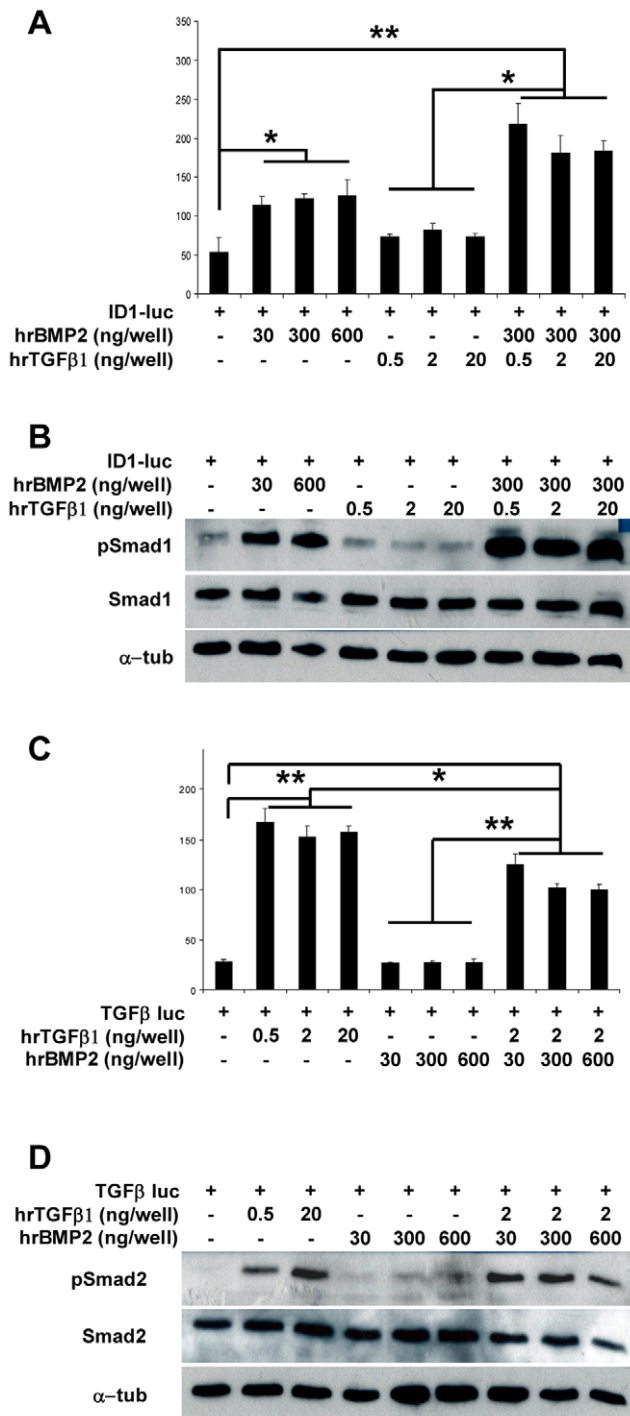 A
350
300
250
200
150
100
50
0
**
*
*
ID1-luc + + + + + + + + + +
hrBMP2 (ng/well) - 30 300 600 - - - 300 300 300
hrTGFβ1 (ng/well) - - - - 0.5 2 20 0.5 2 20
B
ID1-luc + + + + + + + + +
hrBMP2 (ng/well) - 30 600 - - - 300 300 300
hrTGFβ1 (ng/well) - - - 0.5 2 20 0.5 2 20
pSmad1
Smad1
α-tub
C
200
150
100
50
0
**
*
**
TGFβ luc + + + + + + + + + +
hrTGFβ1 (ng/well) - 0.5 2 20 - - - 2 2 2
hrBMP2 (ng/well) - - - - 30 300 600 30 300 600
D
TGFβ luc + + + + + + + + +
hrTGFβ1 (ng/well) - 0.5 20 - - - 2 2 2
hrBMP2 (ng/well) - - - 30 300 600 30 300 600
pSmad2
Smad2
α-tub